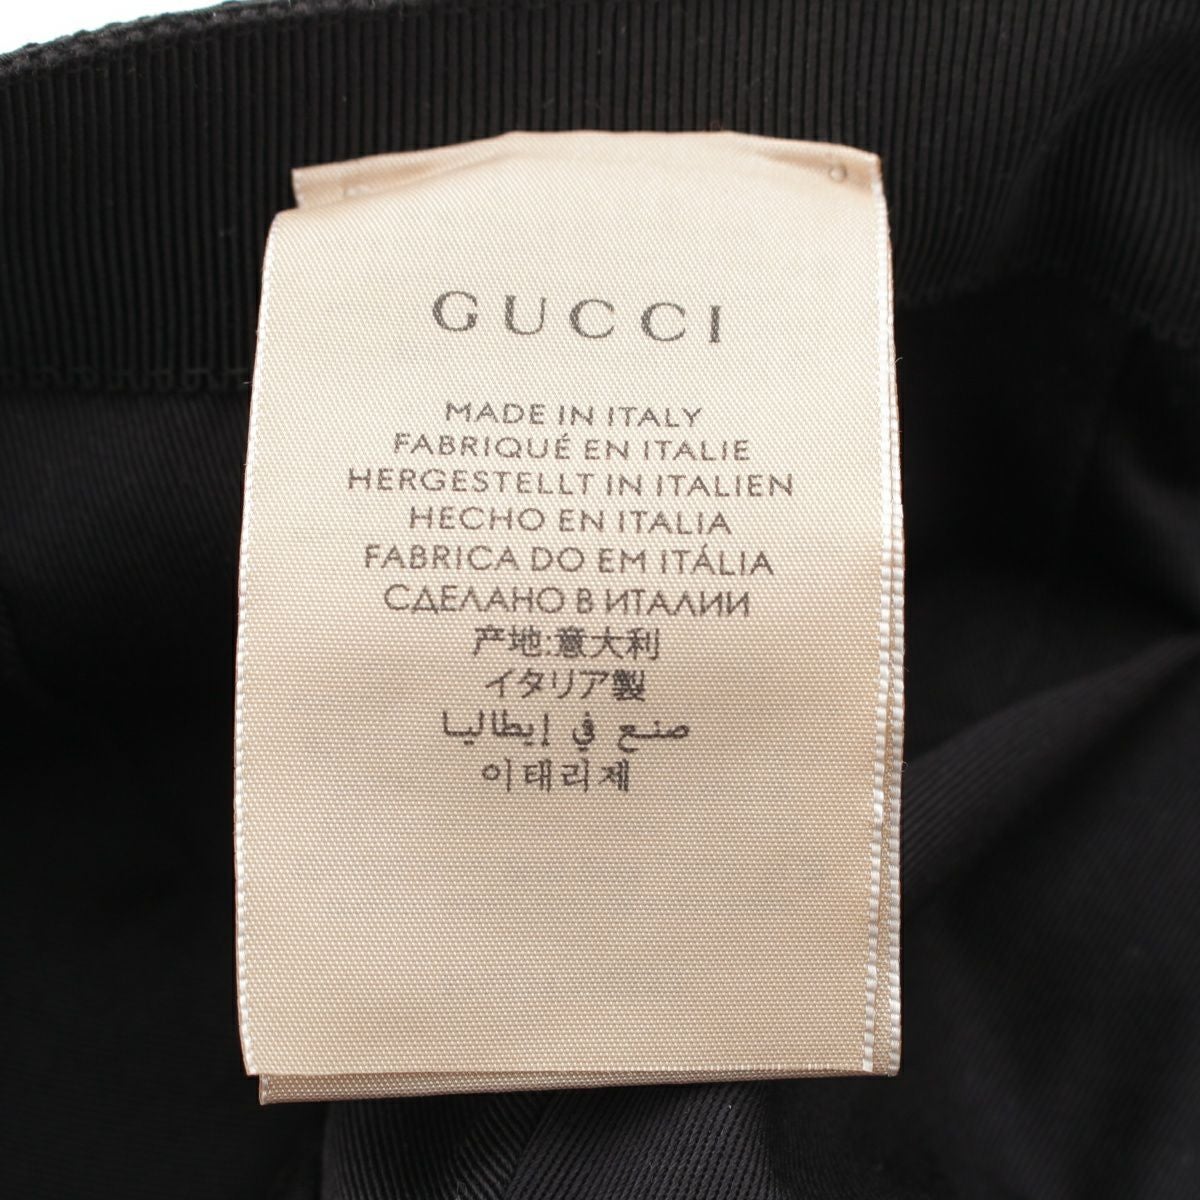 GUCCI
MADE IN ITALY
FABRIQUÉ EN ITALIE
HERGESTELLT IN ITALIEN
HECHO EN ITALIA
FABRICA DO EM ITÁLIA
СДЕЛАНО В ИТАЛИИ
产地:意大利
イタリア製
صنع في إيطاليا
이태리제